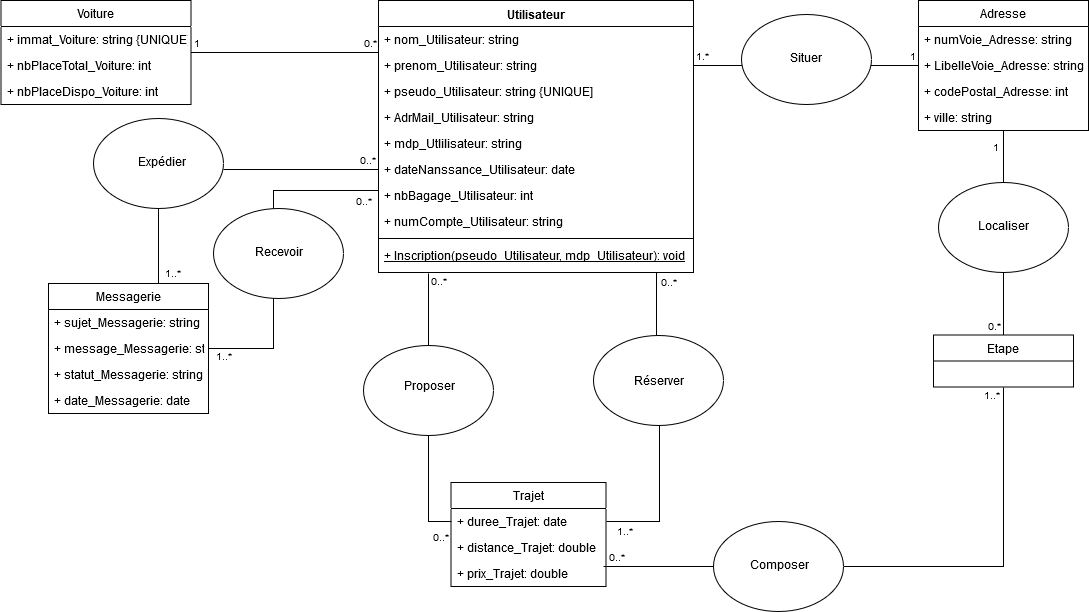 Voiture
+ immat_Voiture: string {UNIQUE
+ nbPlaceTotal_Voiture: int
+ nbPlaceDispo_Voiture: int
1
0.*
Utilisateur
+ nom_Utilisateur: string
+ prenom_Utilisateur: string
+ pseudo_Utilisateur: string {UNIQUE]
+ AdrMail_Utilisateur: string
+ mdp_Utlilisateur: string
+ dateNanssance_Utilisateur: date
+ nbBagage_Utilisateur: int
+ numCompte_Utilisateur: string
+ Inscription(pseudo_Utilisateur, mdp_Utilisateur): void
1.*
Situer
1
Adresse
+ numVoie_Adresse: string
+ LibelleVoie_Adresse: string
+ codePostal_Adresse: int
+ ville: string
Expédier
0..*
1..*
Recevoir
0..*
1..*
Messagerie
+ sujet_Messagerie: string
+ message_Messagerie: st
+ statut_Messagerie: string
+ date_Messagerie: date
1
Localiser
0.*
Etape
1..*
0..*
Proposer
0..*
0..*
Réserver
1..*
Trajet
+ duree_Trajet: date
+ distance_Trajet: double
+ prix_Trajet: double
0..*
Composer